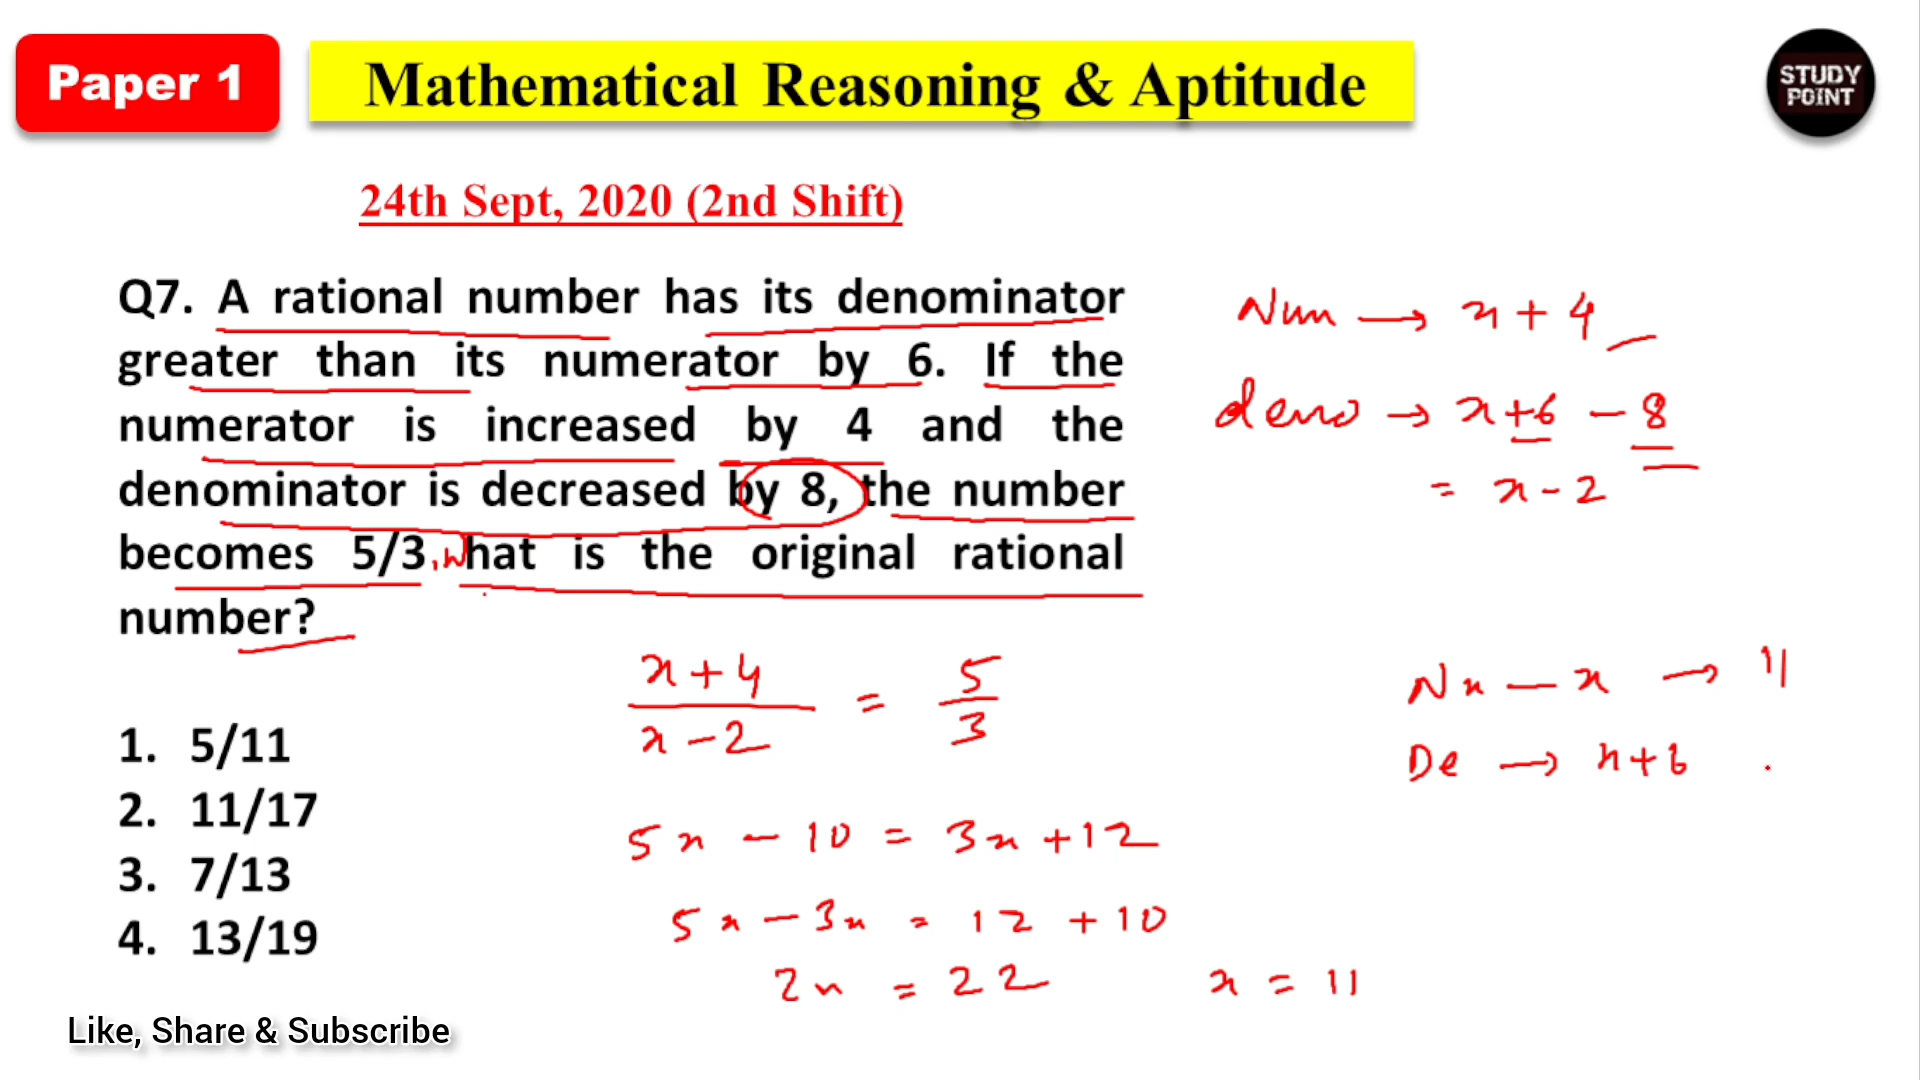 Paper 1
Mathematical Reasoning & Aptitude
STUDY
POINT
24th Sept, 2020 (2nd Shift)
Q7. A rational number has its denominator
greater than its numerator by 6. If the
numerator is increased by 4 and the
denominator is decreased by 8, the number
becomes 5/3, what is the original rational
number?
1. 5/11
2. 11/17
3. 7/13
4. 13/19
Num → x + 4
deno → x+6 - 8
= x - 2
x+4 / x-2 = 5/3
5x - 10 = 3x + 12
5x - 3x = 12 + 10
2x = 22 x = 11
Nu - x → 11
De → x+6 .
Like, Share & Subscribe